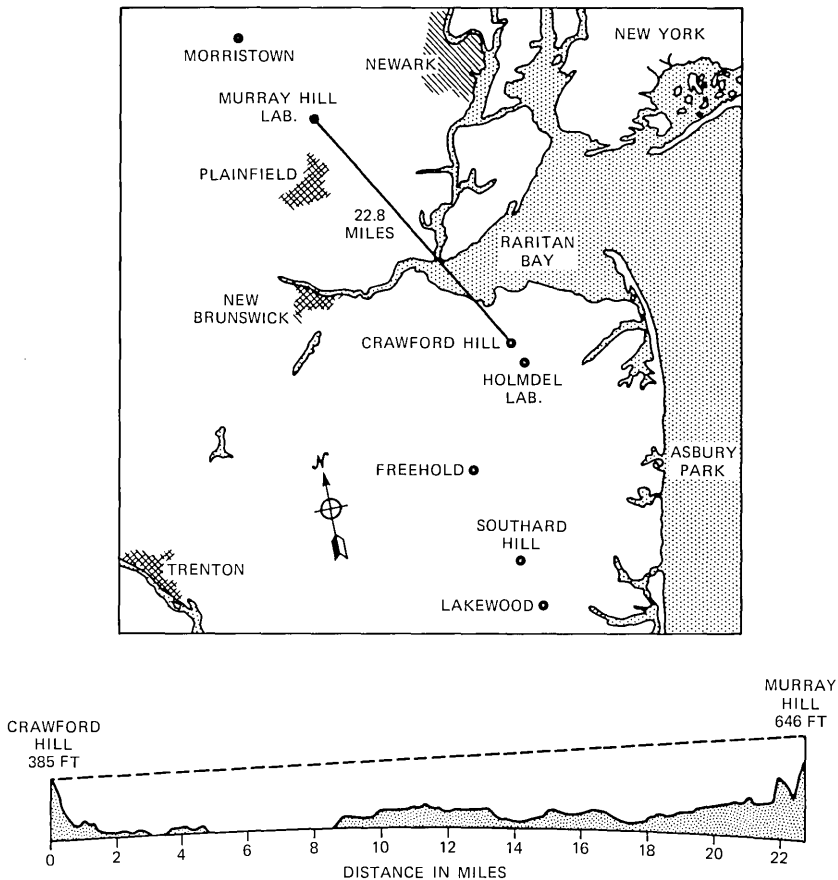 MORRISTOWN
NEWARK
NEW YORK
MURRAY HILL
LAB.
PLAINFIELD
22.8
MILES
RARITAN
BAY
NEW
BRUNSWICK
CRAWFORD HILL
HOLMDEL
LAB.
N
FREEHOLD
ASBURY
PARK
SOUTHARD
HILL
TRENTON
LAKEWOOD
CRAWFORD
HILL
385 FT
MURRAY
HILL
646 FT
0 2 4 6 8 10 12 14 16 18 20 22
DISTANCE IN MILES